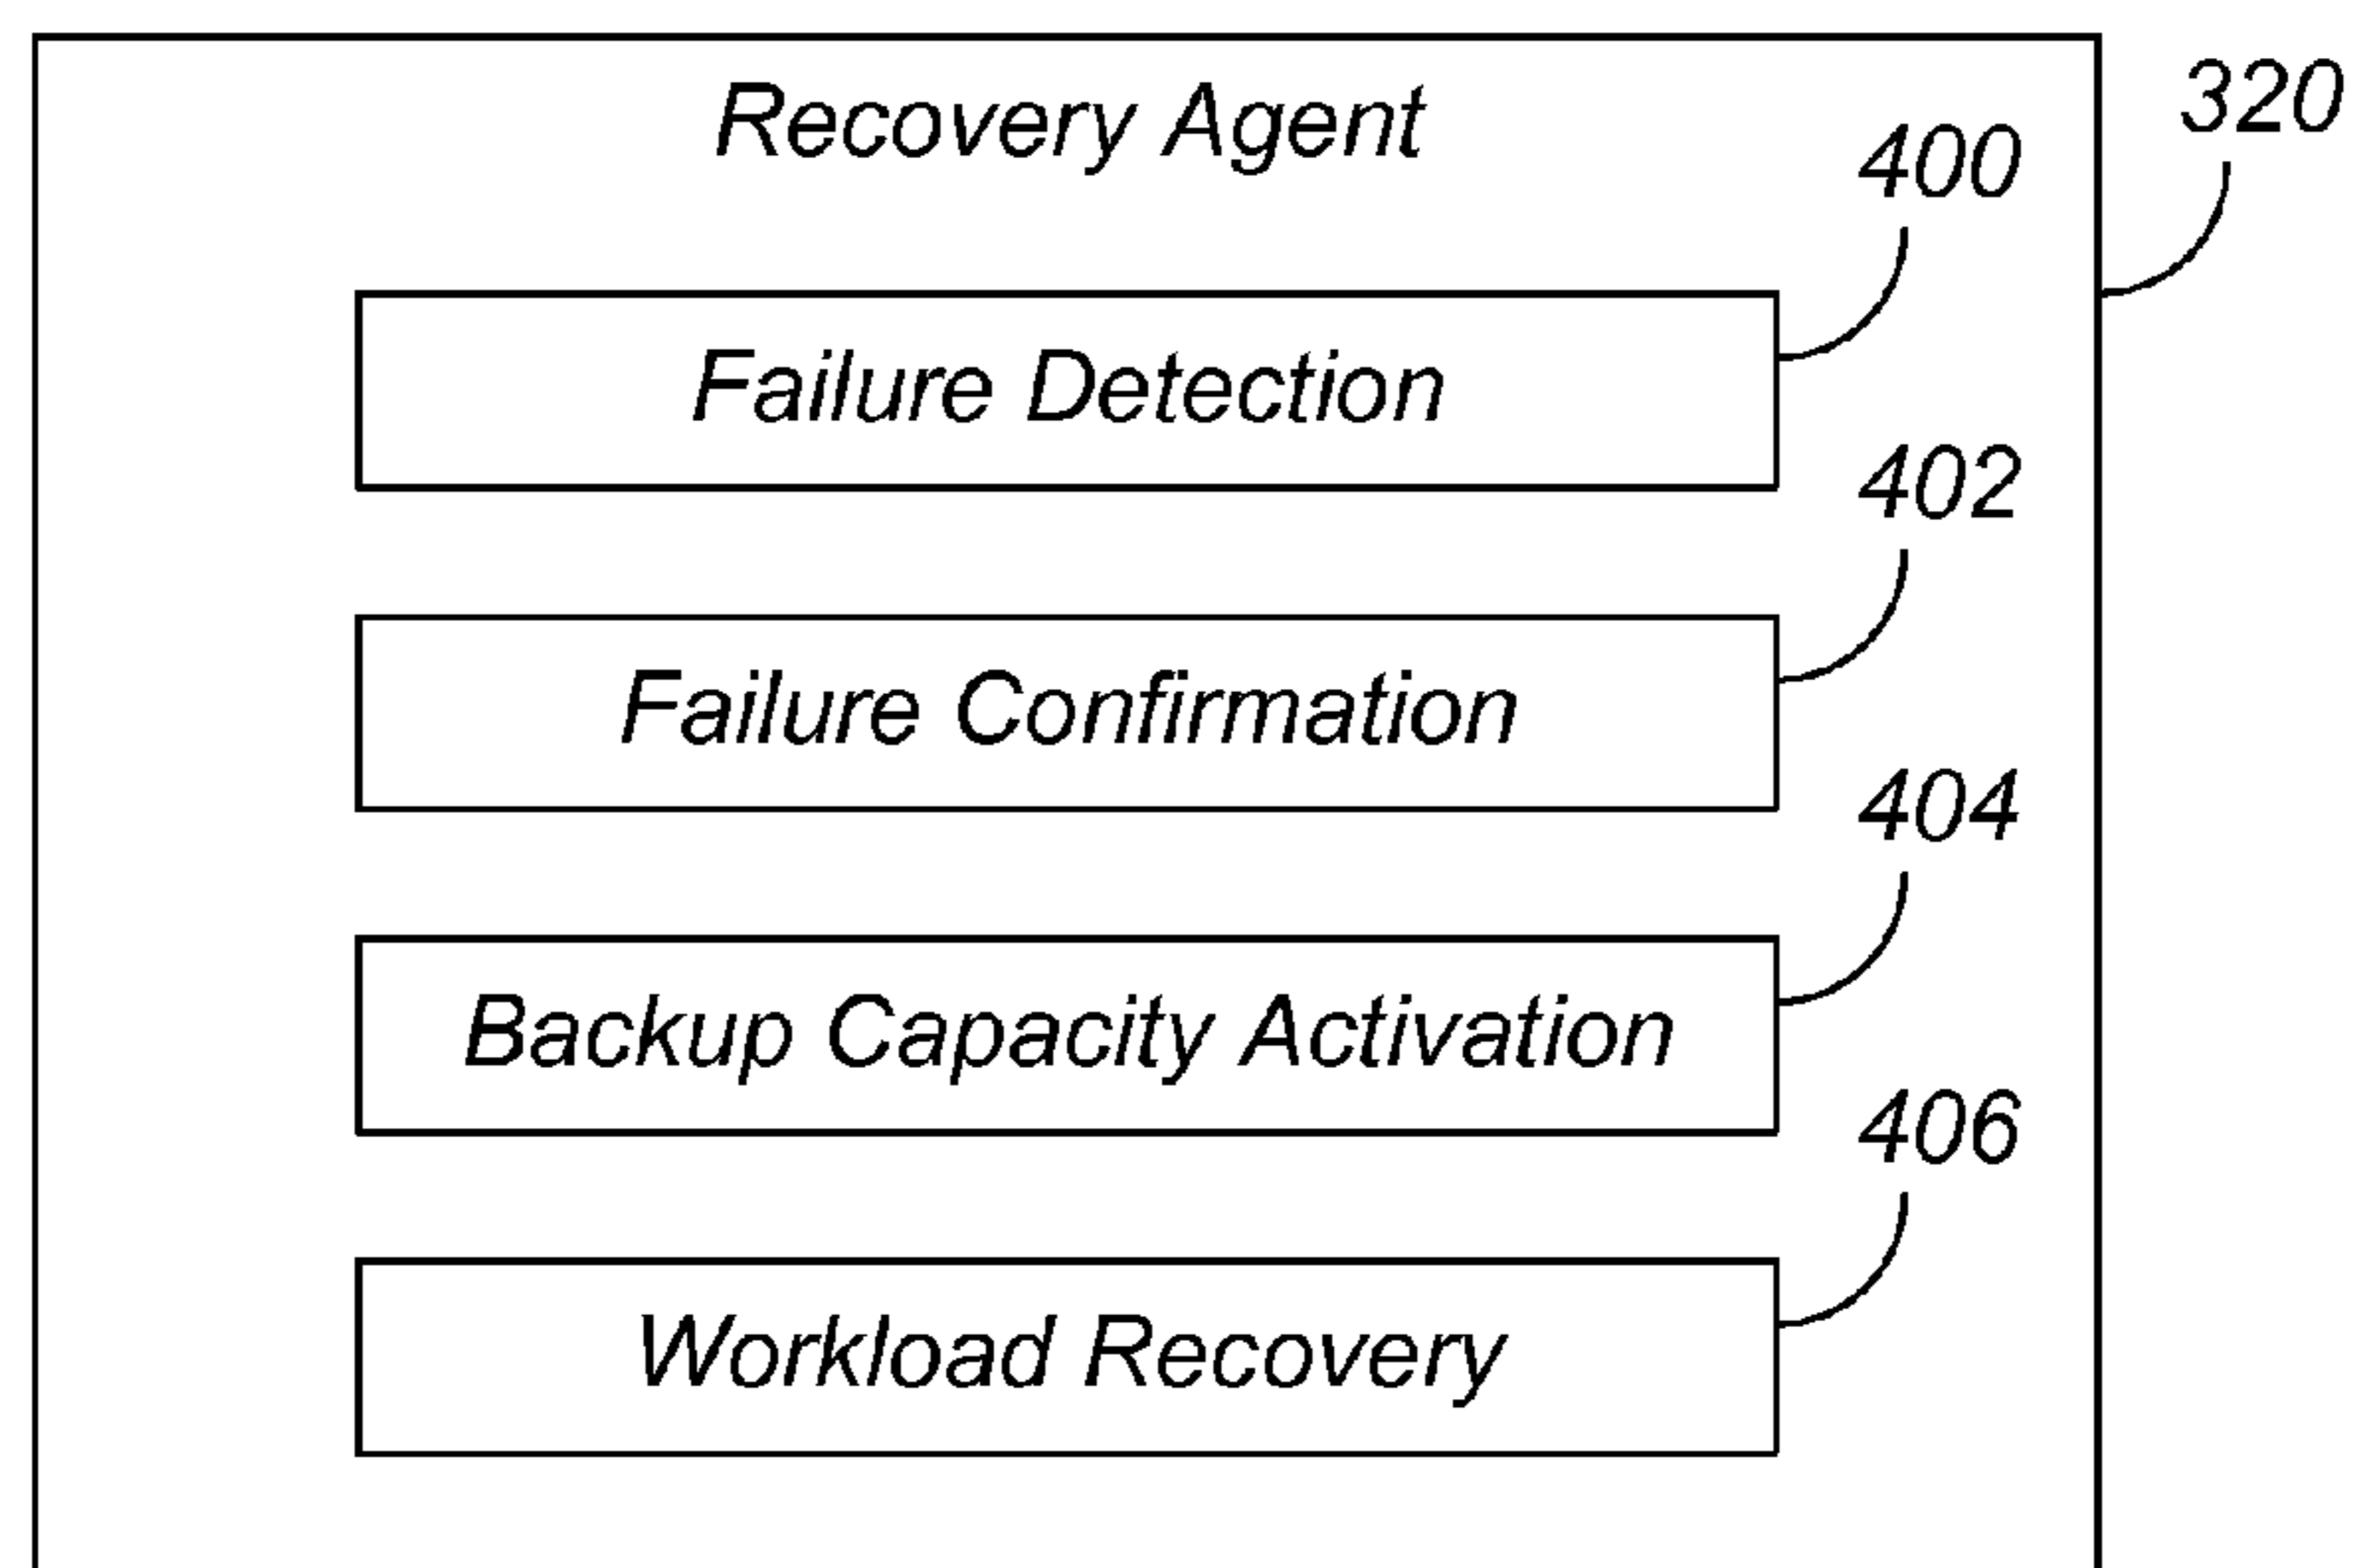 Recovery Agent
320
400
Failure Detection
402
Failure Confirmation
404
Backup Capacity Activation
406
Workload Recovery